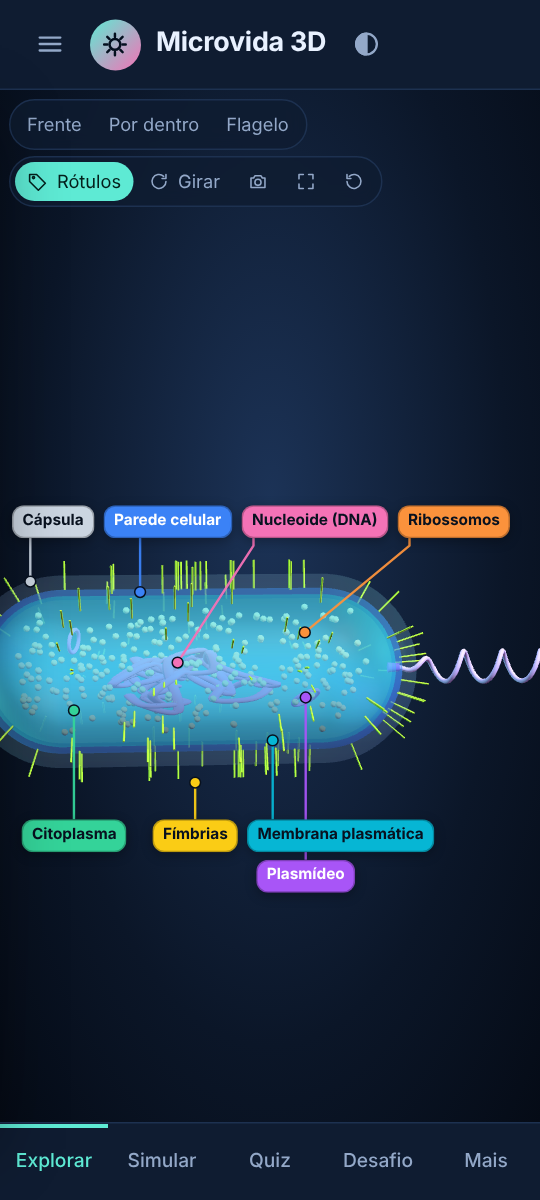 Microvida 3D
Frente Por dentro Flagelo
Rótulos Girar
Cápsula Parede celular Nucleoide (DNA) Ribossomos
Citoplasma Fímbrias Membrana plasmática
Plasmídeo
Explorar Simular Quiz Desafio Mais